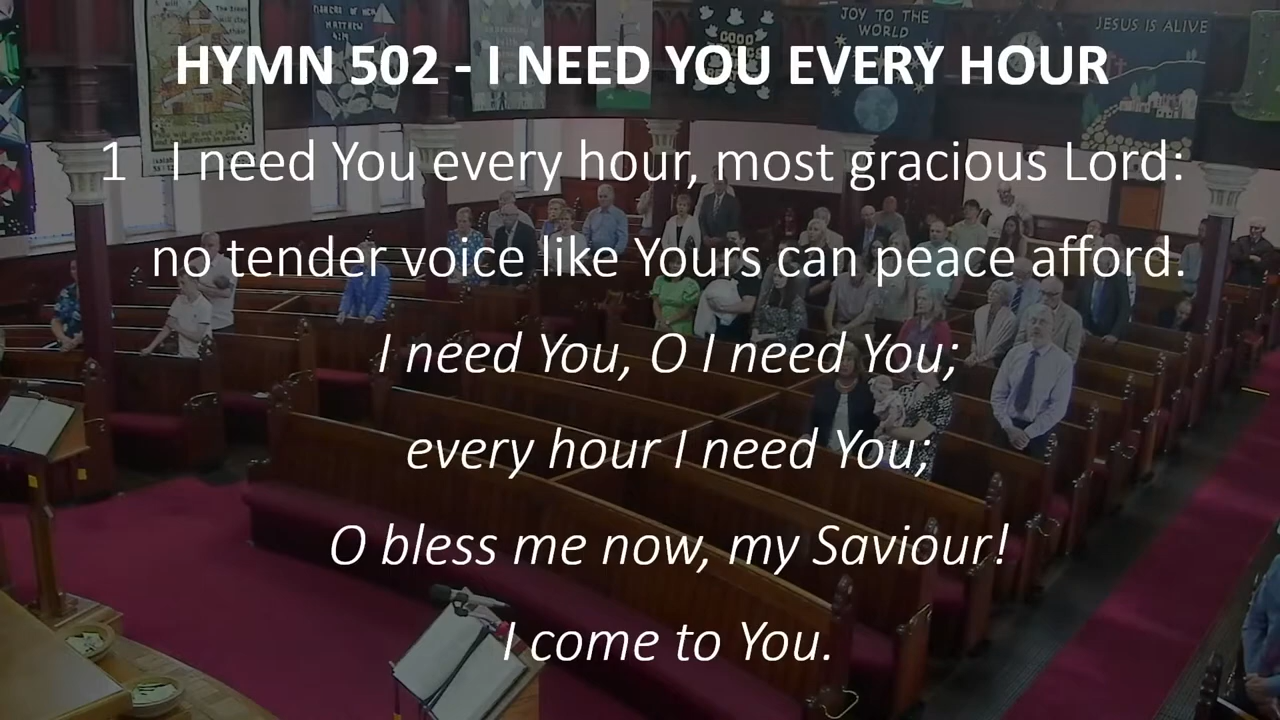 JOY TO THE
WORLD
JESUS IS ALIVE
MATTHEW
HYMN 502 - I NEED YOU EVERY HOUR
1 I need You every hour, most gracious Lord:
no tender voice like Yours can peace afford.
I need You, O I need You;
every hour I need You;
O bless me now, my Saviour!
I come to You.